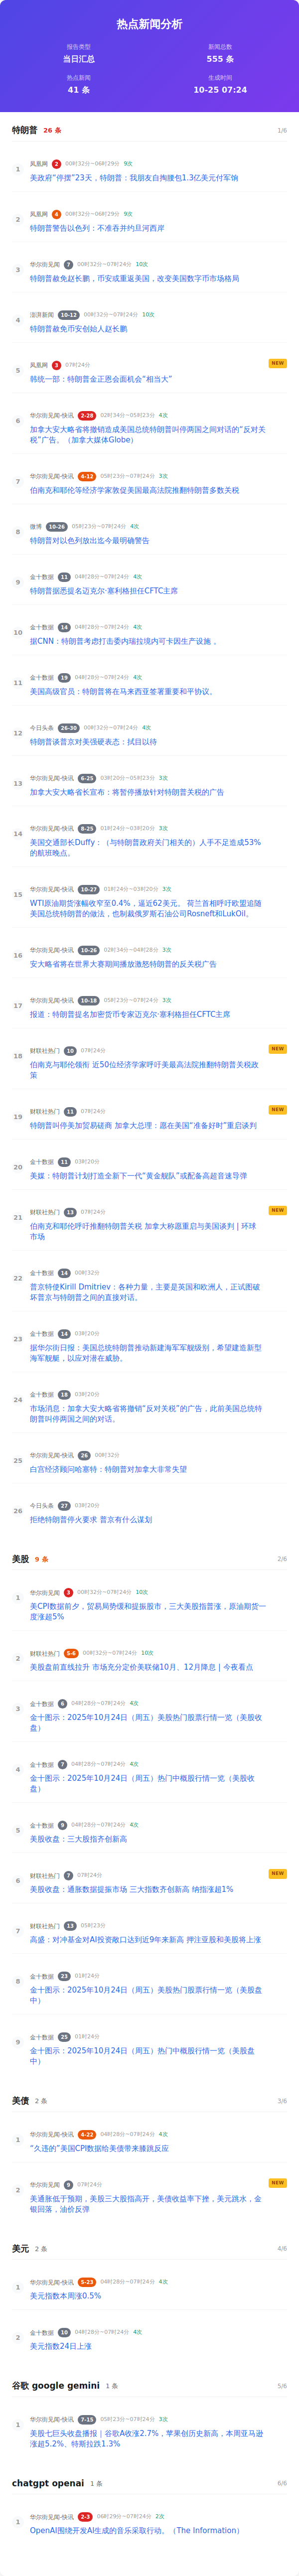 热点新闻分析
报告类型
当日汇总
新闻总数
555 条
热点新闻
41 条
生成时间
10-25 07:24
特朗普 26 条 1/6
1
凤凰网 2 00时32分~06时29分 9次
美政府“停摆”23天，特朗普：我朋友自掏腰包1.3亿美元付军饷
2
凤凰网 4 00时32分~06时29分 9次
特朗普警告以色列：不准吞并约旦河西岸
3
华尔街见闻 7 00时32分~07时24分 10次
特朗普赦免赵长鹏，币安或重返美国，改变美国数字币市场格局
4
澎湃新闻 10-12 00时32分~07时24分 10次
特朗普赦免币安创始人赵长鹏
5
凤凰网 3 07时24分 NEW
韩统一部：特朗普金正恩会面机会“相当大”
6
华尔街见闻-快讯 2-28 02时34分~05时23分 4次
加拿大安大略省将撤销造成美国总统特朗普叫停两国之间对话的“反对关
税”广告。（加拿大媒体Globe）
7
华尔街见闻-快讯 4-12 05时23分~07时24分 3次
伯南克和耶伦等经济学家敦促美国最高法院推翻特朗普多数关税
8
微博 10-26 05时23分~07时24分 4次
特朗普对以色列放出迄今最明确警告
9
金十数据 11 04时28分~07时24分 4次
特朗普据悉提名迈克尔·塞利格担任CFTC主席
10
金十数据 14 04时28分~07时24分 4次
据CNN：特朗普考虑打击委内瑞拉境内可卡因生产设施 。
11
金十数据 19 04时28分~07时24分 4次
美国高级官员：特朗普将在马来西亚签署重要和平协议。
12
今日头条 26-30 00时32分~07时24分 4次
特朗普谈普京对美强硬表态：拭目以待
13
华尔街见闻-快讯 6-25 03时20分~05时23分 3次
加拿大安大略省长宣布：将暂停播放针对特朗普关税的广告
14
华尔街见闻-快讯 8-25 01时24分~03时20分 3次
美国交通部长Duffy：（与特朗普政府关门相关的）人手不足造成53%
的航班晚点。
15
华尔街见闻-快讯 10-27 01时24分~03时20分 3次
WTI原油期货涨幅收窄至0.4%，逼近62美元。 荷兰首相呼吁欧盟追随
美国总统特朗普的做法，也制裁俄罗斯石油公司Rosneft和LukOil。
16
华尔街见闻-快讯 10-26 02时34分~04时28分 3次
安大略省将在世界大赛期间播放激怒特朗普的反关税广告
17
华尔街见闻-快讯 10-18 05时23分~07时24分 3次
报道：特朗普提名加密货币专家迈克尔·塞利格担任CFTC主席
18
财联社热门 10 07时24分 NEW
伯南克与耶伦领衔 近50位经济学家呼吁美最高法院推翻特朗普关税政
策
19
财联社热门 11 07时24分 NEW
特朗普叫停美加贸易磋商 加拿大总理：愿在美国“准备好时”重启谈判
20
金十数据 11 03时20分
美媒：特朗普计划打造全新下一代“黄金舰队”或配备高超音速导弹
21
财联社热门 13 07时24分 NEW
伯南克和耶伦呼吁推翻特朗普关税 加拿大称愿重启与美国谈判 | 环球
市场
22
金十数据 14 00时32分
普京特使Kirill Dmitriev：各种力量，主要是英国和欧洲人，正试图破
坏普京与特朗普之间的直接对话。
23
金十数据 14 03时20分
据华尔街日报：美国总统特朗普推动新建海军军舰级别，希望建造新型
海军舰艇，以应对潜在威胁。
24
金十数据 18 03时20分
市场消息：加拿大安大略省将撤销“反对关税”的广告，此前美国总统特
朗普叫停两国之间的对话。
25
华尔街见闻-快讯 26 00时32分
白宫经济顾问哈塞特：特朗普对加拿大非常失望
26
今日头条 27 03时20分
拒绝特朗普停火要求 普京有什么谋划
美股 9 条 2/6
1
华尔街见闻 3 00时32分~07时24分 10次
美CPI数据前夕，贸易局势缓和提振股市，三大美股指普涨，原油期货一
度涨超5%
2
财联社热门 5-6 00时32分~07时24分 10次
美股盘前直线拉升 市场充分定价美联储10月、12月降息 | 今夜看点
3
金十数据 6 04时28分~07时24分 4次
金十图示：2025年10月24日（周五）美股热门股票行情一览（美股收
盘）
4
金十数据 7 04时28分~07时24分 4次
金十图示：2025年10月24日（周五）热门中概股行情一览（美股收
盘）
5
金十数据 9 04时28分~07时24分 4次
美股收盘：三大股指齐创新高
6
财联社热门 7 07时24分 NEW
美股收盘：通胀数据提振市场 三大指数齐创新高 纳指涨超1%
7
财联社热门 13 05时23分
高盛：对冲基金对AI投资敞口达到近9年来新高 押注亚股和美股将上涨
8
金十数据 23 01时24分
金十图示：2025年10月24日（周五）美股热门股票行情一览（美股盘
中）
9
金十数据 25 01时24分
金十图示：2025年10月24日（周五）热门中概股行情一览（美股盘
中）
美债 2 条 3/6
1
华尔街见闻-快讯 4-22 04时28分~07时24分 4次
“久违的”美国CPI数据给美债带来膝跳反应
2
华尔街见闻 9 07时24分 NEW
美通胀低于预期，美股三大股指高开，美债收益率下挫，美元跳水，金
银回落，油价反弹
美元 2 条 4/6
1
华尔街见闻-快讯 5-23 04时28分~07时24分 4次
美元指数本周涨0.5%
2
金十数据 10 04时28分~07时24分 4次
美元指数24日上涨
谷歌 google gemini 1 条 5/6
1
华尔街见闻-快讯 7-15 05时23分~07时24分 3次
美股七巨头收盘播报｜谷歌A收涨2.7%，苹果创历史新高，本周亚马逊
涨超5.2%、特斯拉跌1.3%
chatgpt openai 1 条 6/6
1
华尔街见闻-快讯 2-3 06时29分~07时24分 2次
OpenAI围绕开发AI生成的音乐采取行动。（The Information）